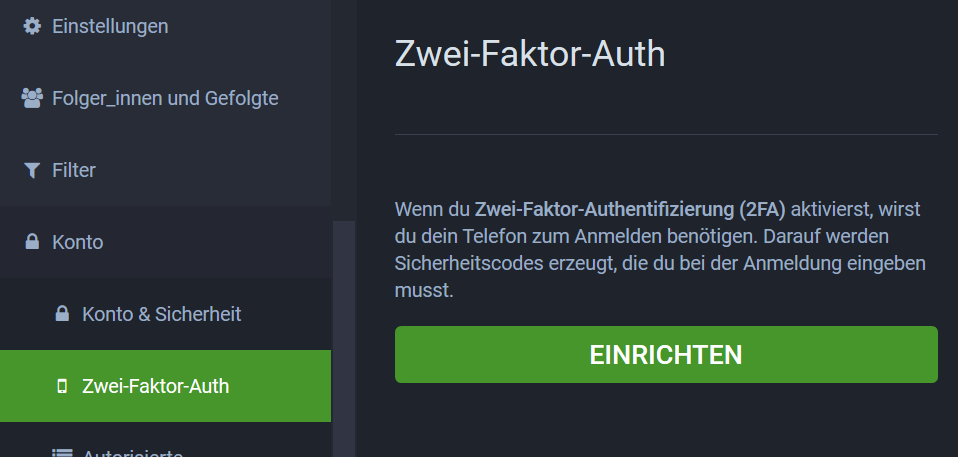 Einstellungen
Folger_innen und Gefolgte
Filter
Konto
Konto & Sicherheit
Zwei-Faktor-Auth
Autorisierte
Zwei-Faktor-Auth
Wenn du Zwei-Faktor-Authentifizierung (2FA) aktivierst, wirst
du dein Telefon zum Anmelden benötigen. Darauf werden
Sicherheitscodes erzeugt, die du bei der Anmeldung eingeben
musst.
EINRICHTEN